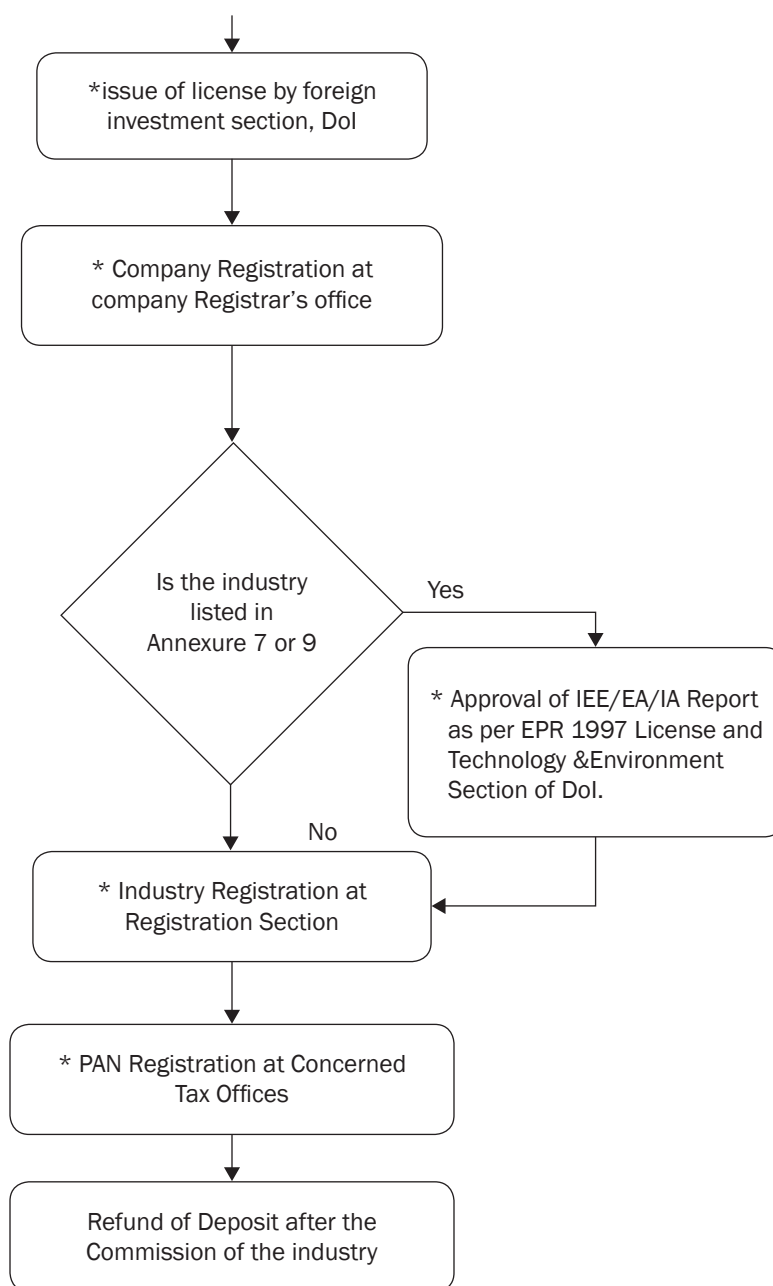 *issue of license by foreign
investment section, DoI
* Company Registration at
company Registrar’s office
Is the industry
listed in
Annexure 7 or 9
Yes
* Approval of IEE/EA/IA Report
as per EPR 1997 License and
Technology &Environment
Section of DoI.
No
* Industry Registration at
Registration Section
* PAN Registration at Concerned
Tax Offices
Refund of Deposit after the
Commission of the industry